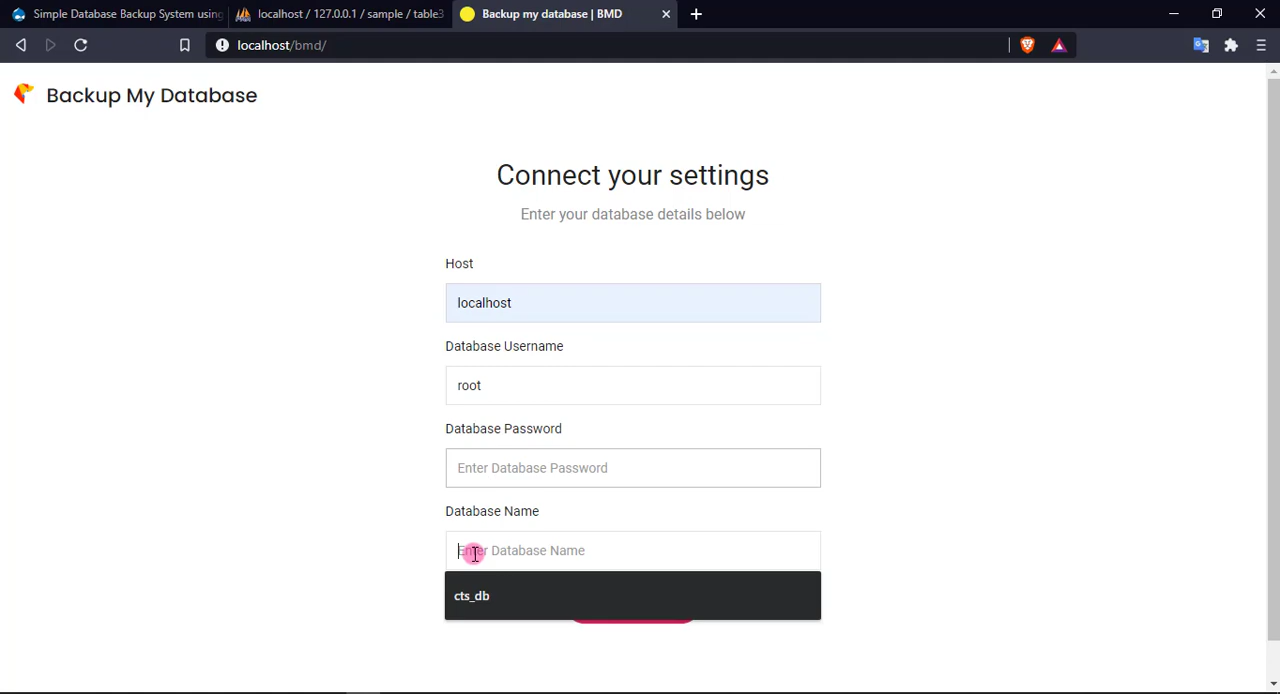 Simple Database Backup System using
localhost / 127.0.0.1 / sample / table3
Backup my database | BMD
localhost/bmd/
Backup My Database
Connect your settings
Enter your database details below
Host
localhost
Database Username
root
Database Password
Enter Database Password
Database Name
Enter Database Name
cts_db